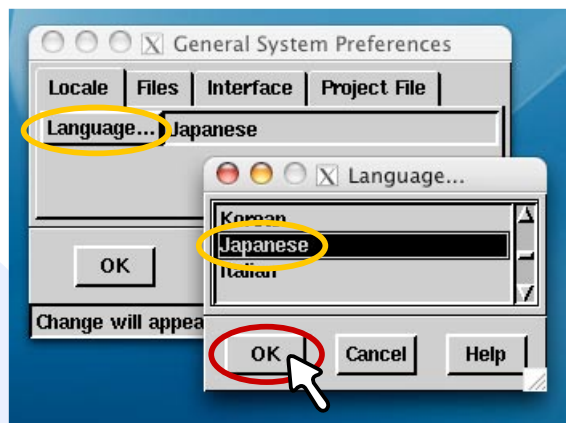 General System Preferences
Locale Files Interface Project File
Language... Japanese
Language...
Korean
Japanese
Italian
OK
Change will appea
OK Cancel Help